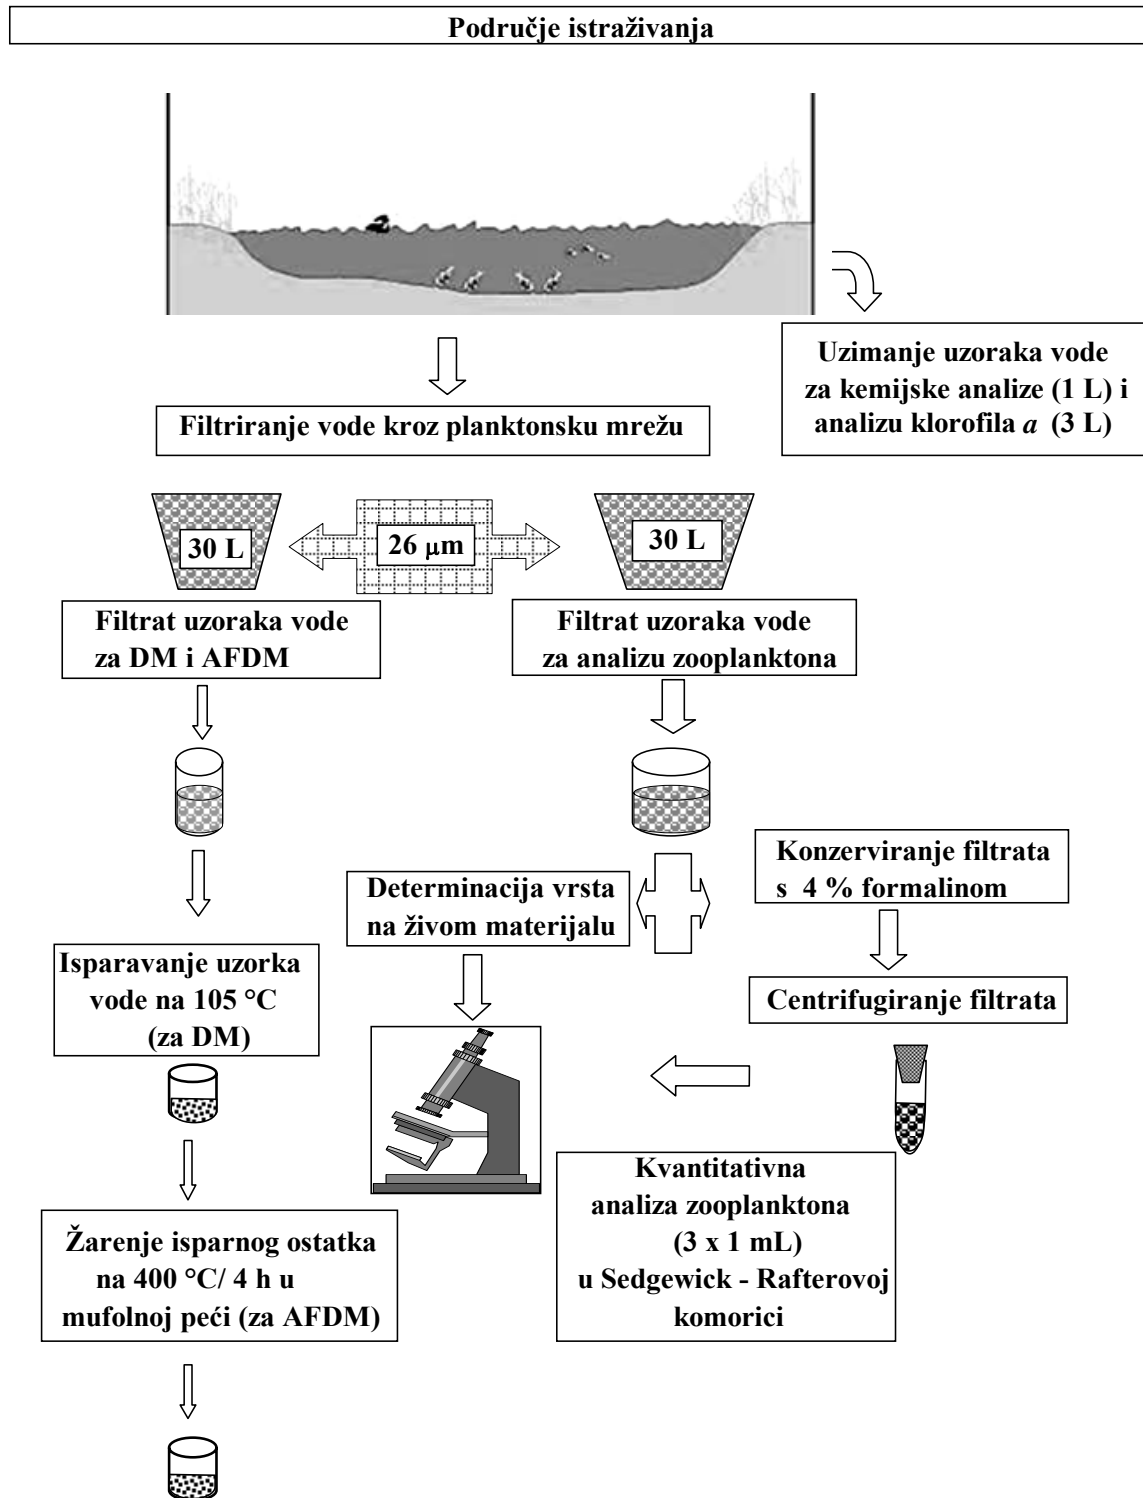 Područje istraživanja
Uzimanje uzoraka vode
za kemijske analize (1 L) i
analizu klorofila a (3 L)
Filtriranje vode kroz planktonsku mrežu
30 L
26 µm
30 L
Filtrat uzoraka vode
za DM i AFDM
Filtrat uzoraka vode
za analizu zooplanktona
Determinacija vrsta
na živom materijalu
Konzerviranje filtrata
s 4 % formalinom
Isparavanje uzorka
vode na 105 °C
(za DM)
Centrifugiranje filtrata
Kvantitativna
analiza zooplanktona
(3 x 1 mL)
u Sedgewick - Rafterovoj
komorici
Žarenje isparnog ostatka
na 400 °C/ 4 h u
mufolnoj peći (za AFDM)